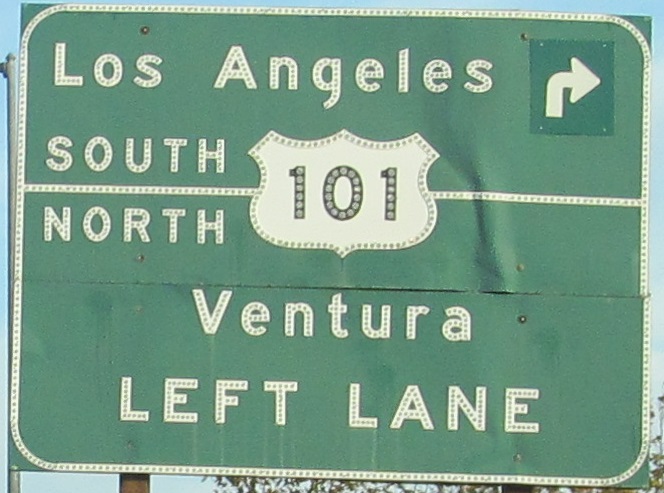 Los Angeles
SOUTH
101
NORTH
Ventura
LEFT LANE